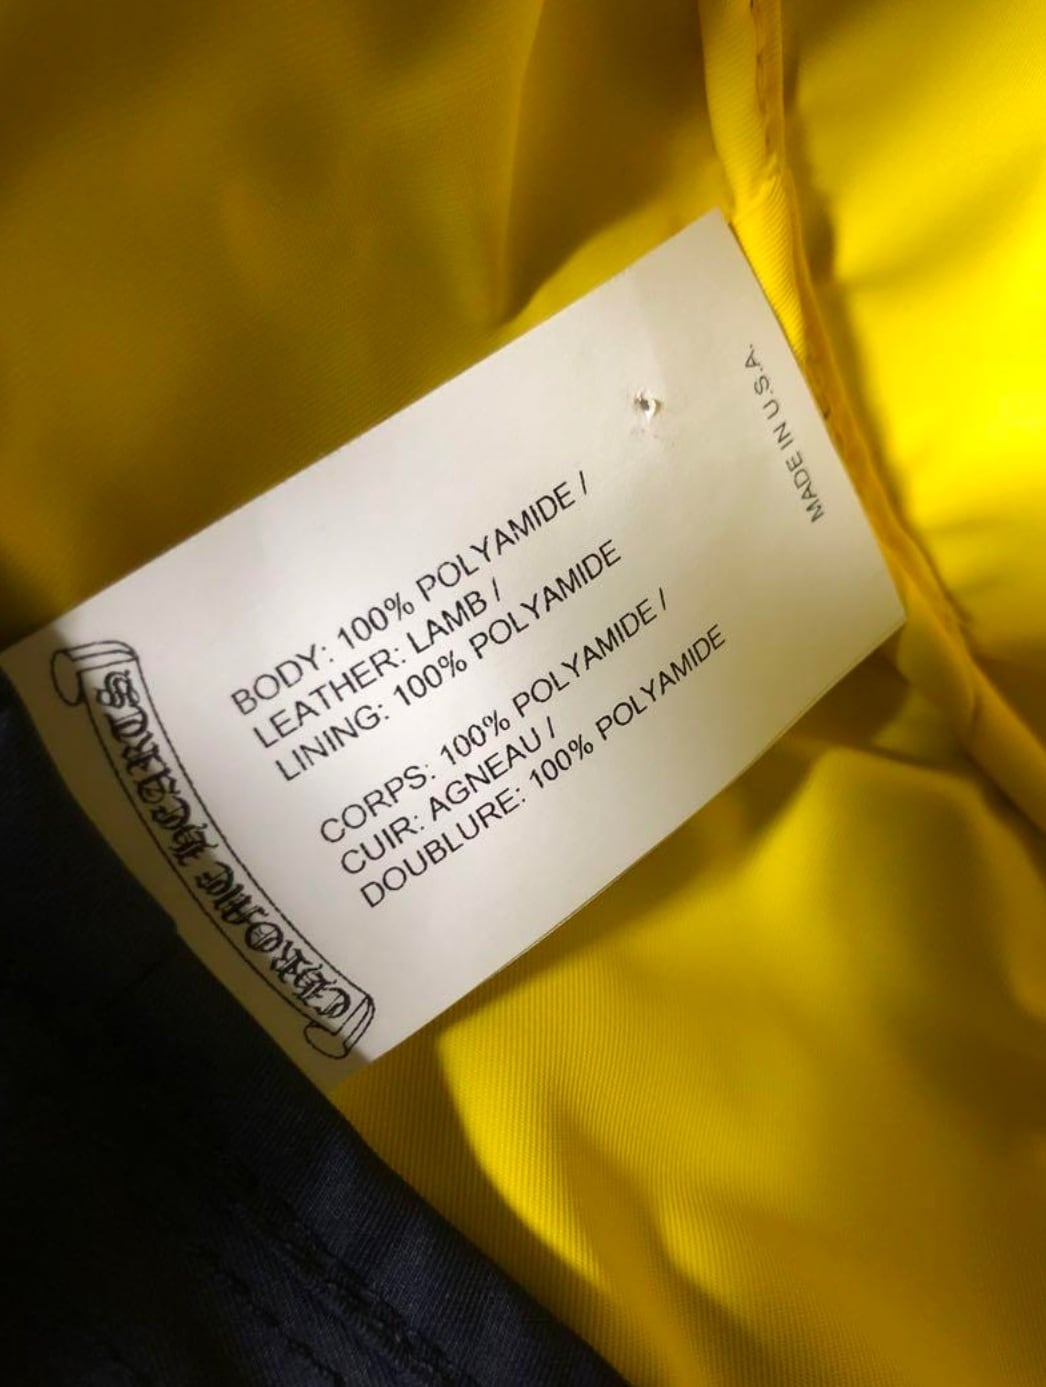 BODY: 100% POLYAMIDE /
LEATHER: LAMB /
LINING: 100% POLYAMIDE
CORPS: 100% POLYAMIDE /
CUIR: AGNEAU /
DOUBLURE: 100% POLYAMIDE
MADE IN U.S.A.
CHROME HEARTS